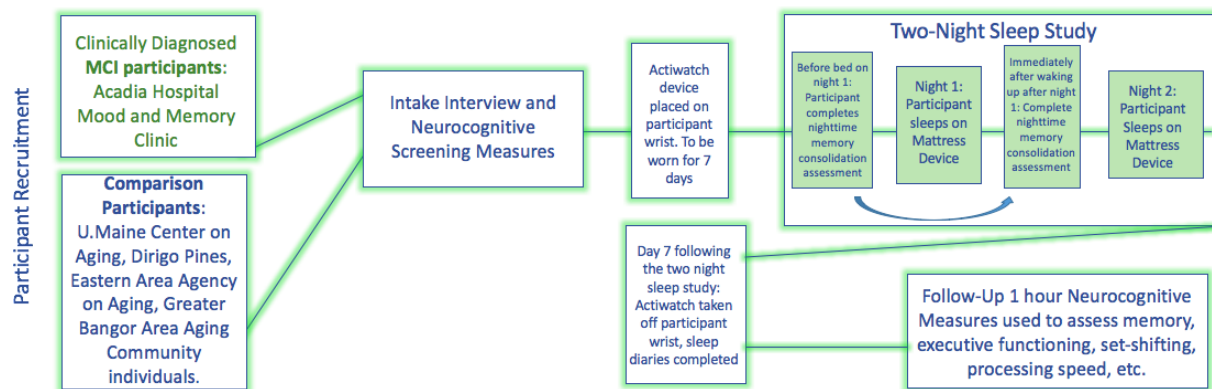 Participant Recruitment
Clinically Diagnosed
MCI participants:
Acadia Hospital
Mood and Memory
Clinic
Comparison
Participants:
U.Maine Center on
Aging, Dirigo Pines,
Eastern Area Agency
on Aging, Greater
Bangor Area Aging
Community
individuals.
Intake Interview and
Neurocognitive
Screening Measures
Actiwatch
device
placed on
participant
wrist. To be
worn for 7
days
Two-Night Sleep Study
Before bed on
night 1:
Participant
completes
nighttime
memory
consolidation
assessment
Night 1:
Participant
sleeps on
Mattress
Device
Immediately
after waking
up after night
1: Complete
nighttime
memory
consolidation
assessment
Night 2:
Participant
Sleeps on
Mattress
Device
Day 7 following
the two night
sleep study:
Actiwatch taken
off participant
wrist, sleep
diaries completed
Follow-Up 1 hour Neurocognitive
Measures used to assess memory,
executive functioning, set-shifting,
processing speed, etc.